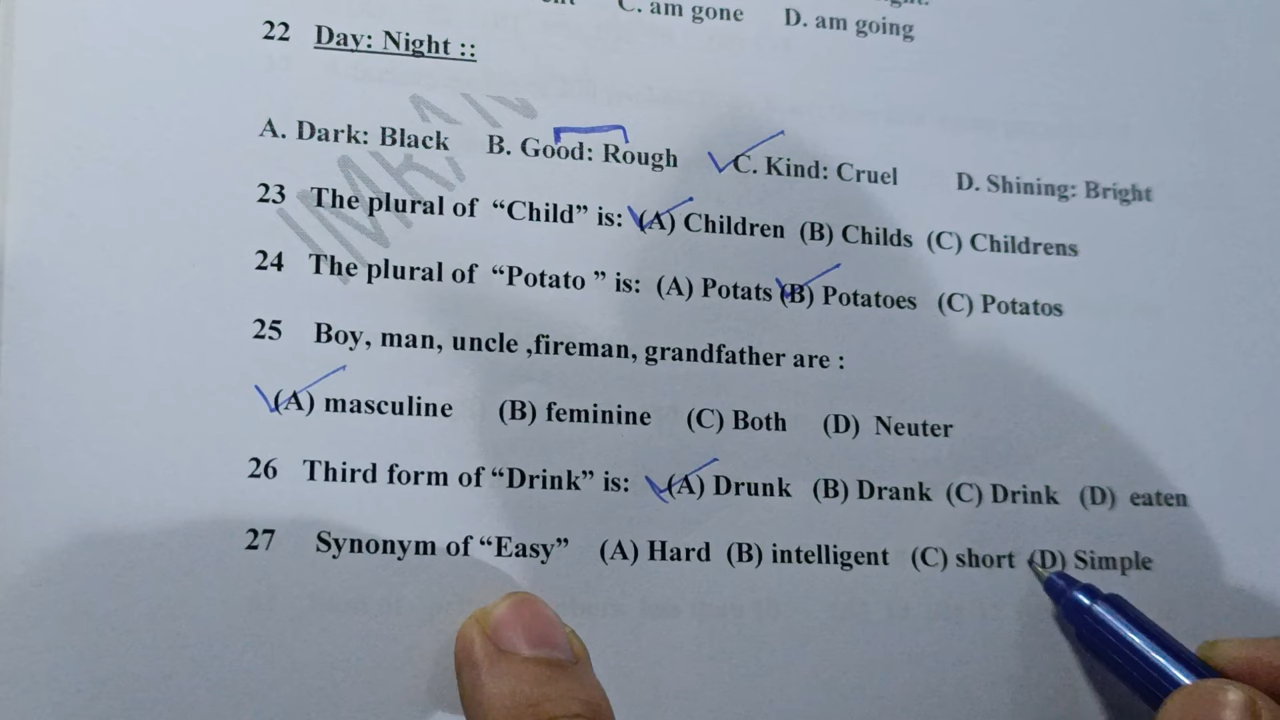 C. am gone D. am going
22 Day: Night ::
A. Dark: Black B. Good: Rough C. Kind: Cruel D. Shining: Bright
23 The plural of “Child” is: (A) Children (B) Childs (C) Childrens
24 The plural of “Potato ” is: (A) Potats (B) Potatoes (C) Potatos
25 Boy, man, uncle ,fireman, grandfather are :
(A) masculine (B) feminine (C) Both (D) Neuter
26 Third form of “Drink” is: (A) Drunk (B) Drank (C) Drink (D) eaten
27 Synonym of “Easy” (A) Hard (B) intelligent (C) short (D) Simple